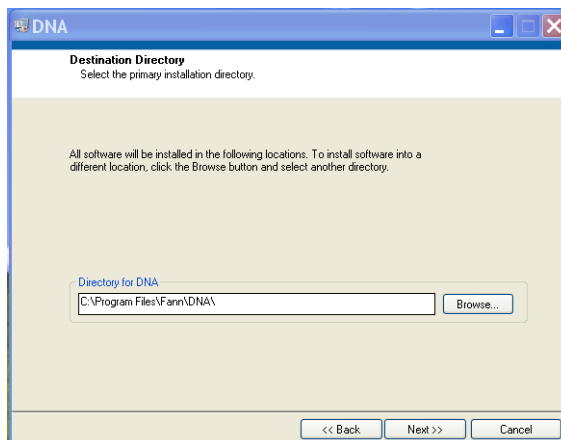 DNA
Destination Directory
Select the primary installation directory.
All software will be installed in the following locations. To install software into a
different location, click the Browse button and select another directory.
Directory for DNA
C:\Program Files\Fann\DNA\
Browse...
<< Back
Next >>
Cancel